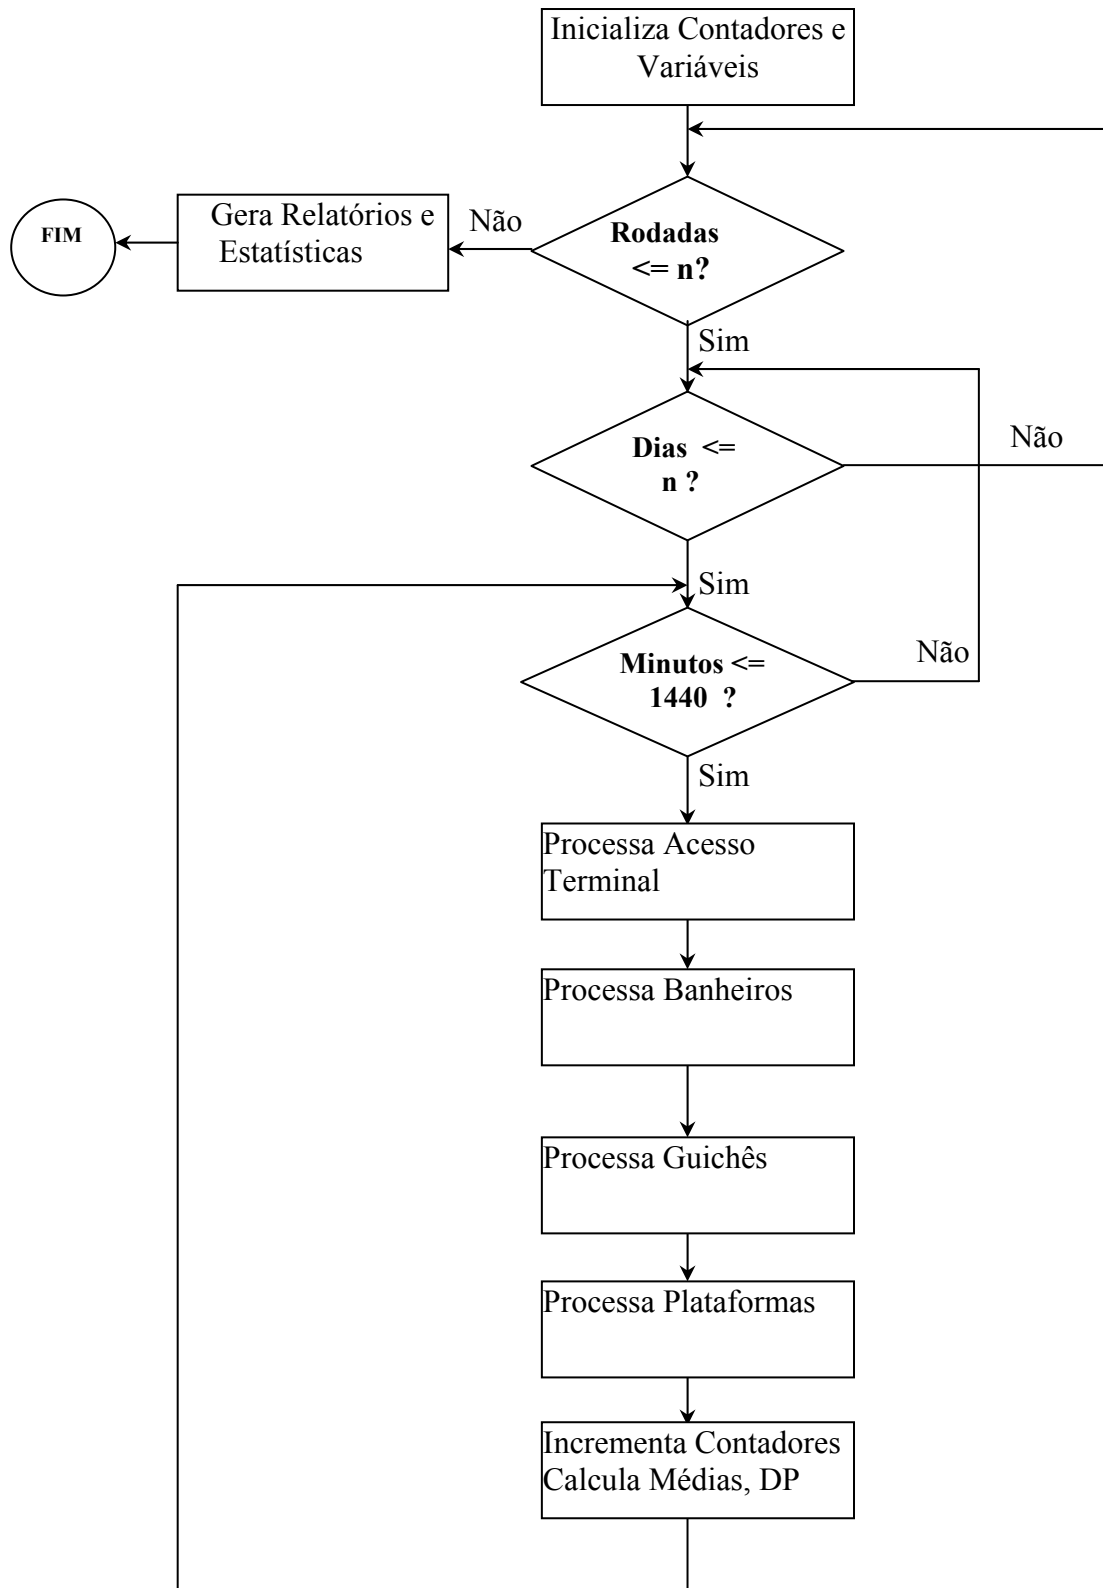 Inicializa Contadores e
Variáveis
FIM
Gera Relatórios e
Estatísticas
Não
Rodadas
<= n?
Sim
Dias <=
n ?
Não
Sim
Minutos <=
1440 ?
Não
Sim
Processa Acesso
Terminal
Processa Banheiros
Processa Guichês
Processa Plataformas
Incrementa Contadores
Calcula Médias, DP